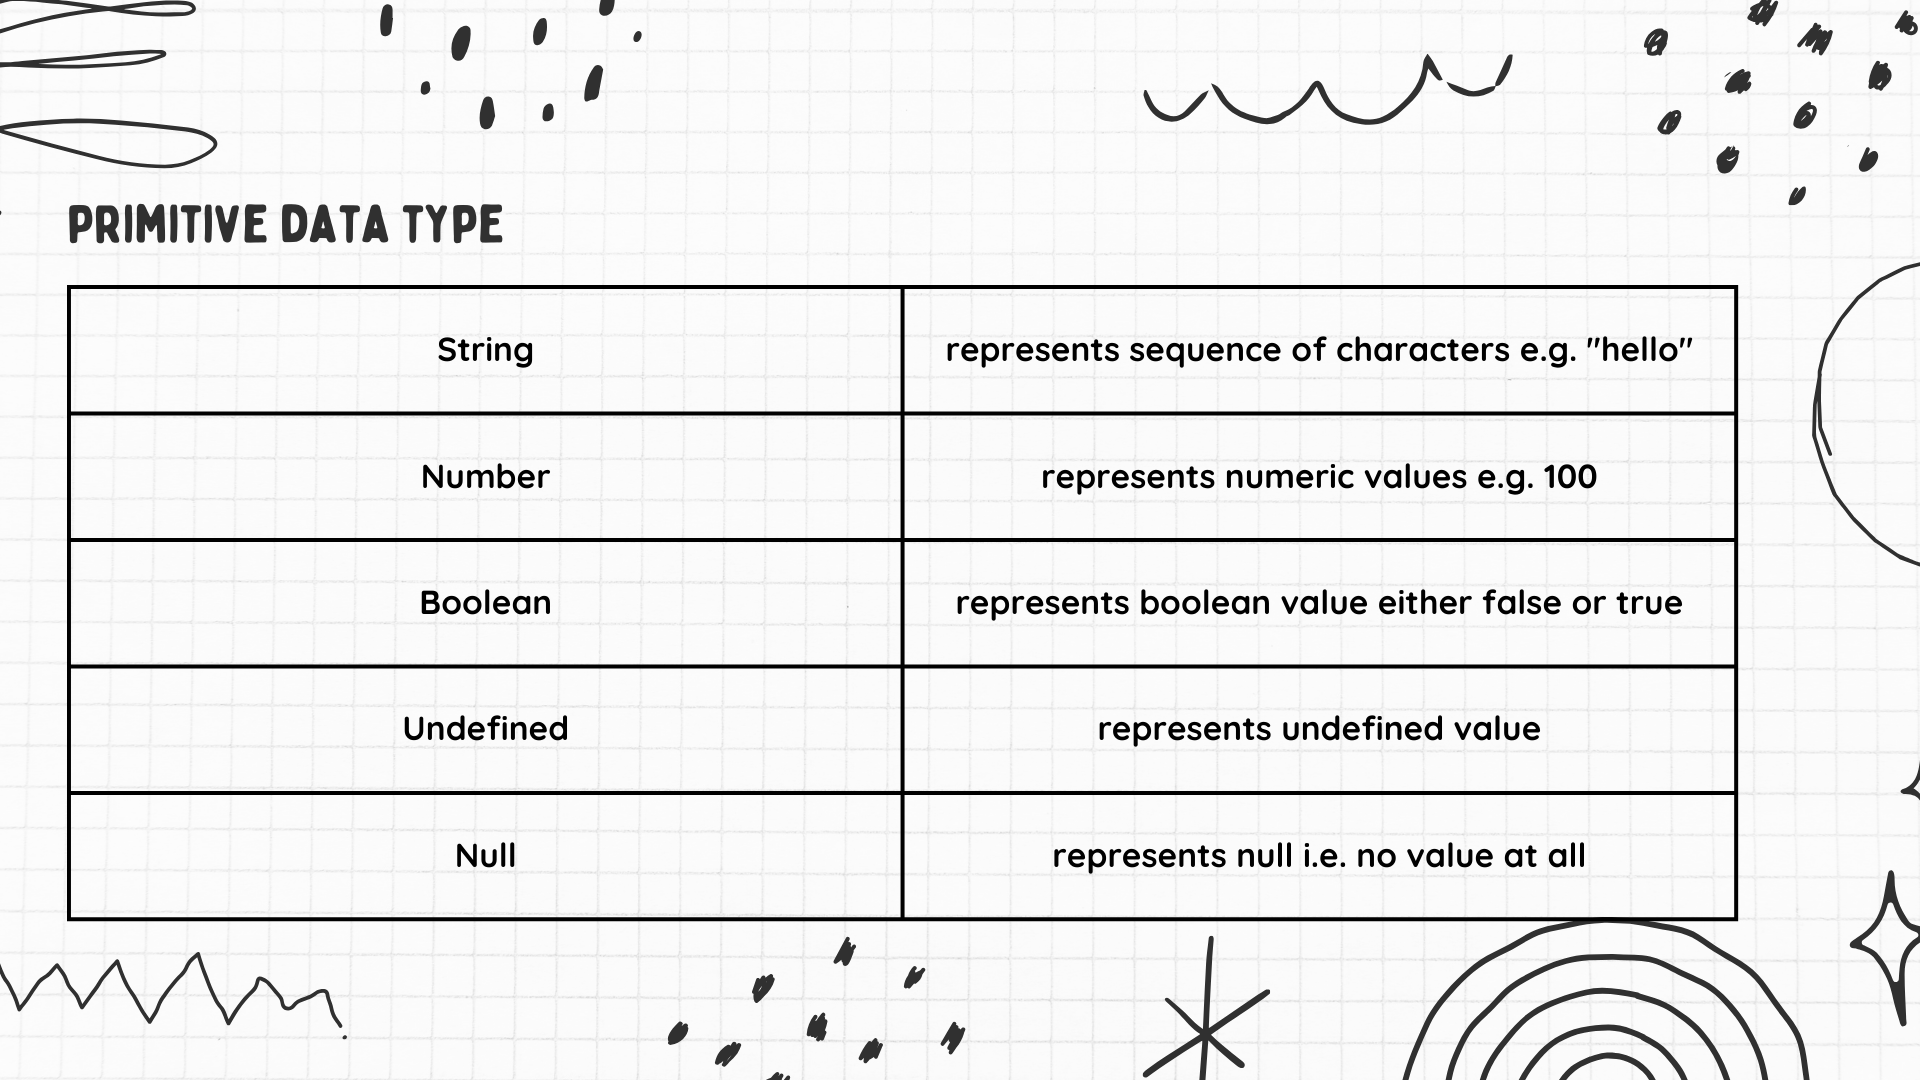 PRIMITIVE DATA TYPE
String
represents sequence of characters e.g. "hello"
Number
represents numeric values e.g. 100
Boolean
represents boolean value either false or true
Undefined
represents undefined value
Null
represents null i.e. no value at all